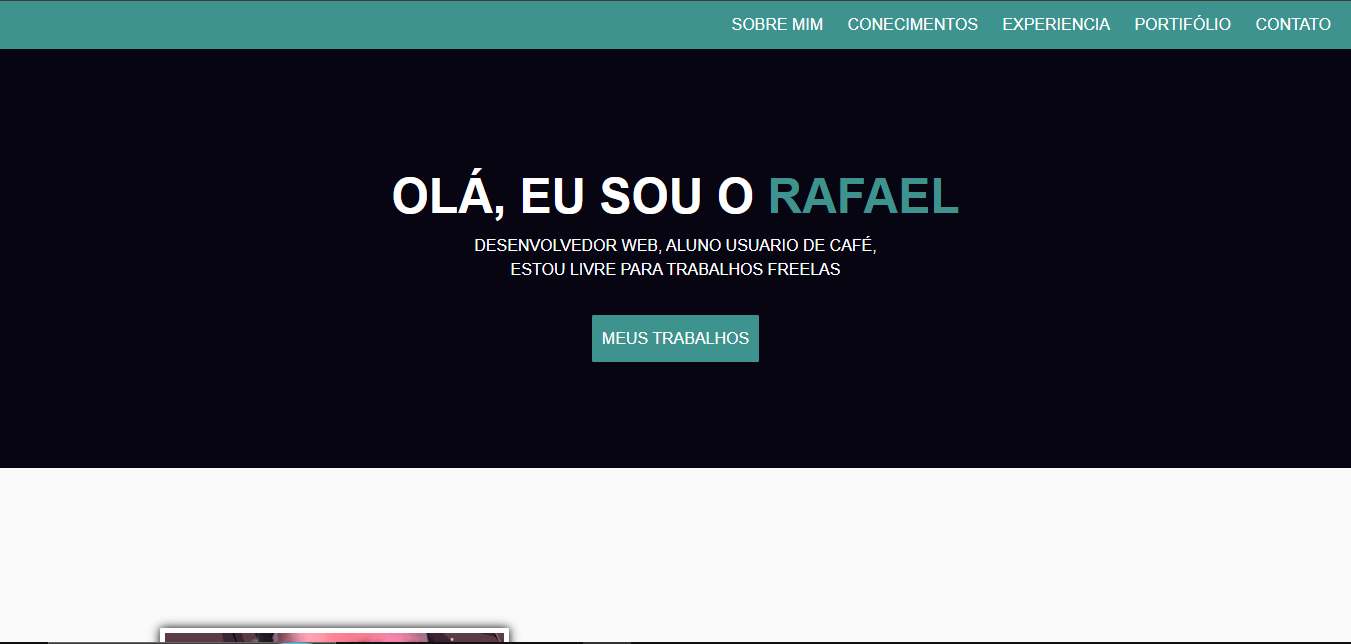 SOBRE MIM CONECIMENTOS EXPERIENCIA PORTIFÓLIO CONTATO
OLÁ, EU SOU O RAFAEL
DESENVOLVEDOR WEB, ALUNO USUARIO DE CAFÉ,
ESTOU LIVRE PARA TRABALHOS FREELAS
MEUS TRABALHOS